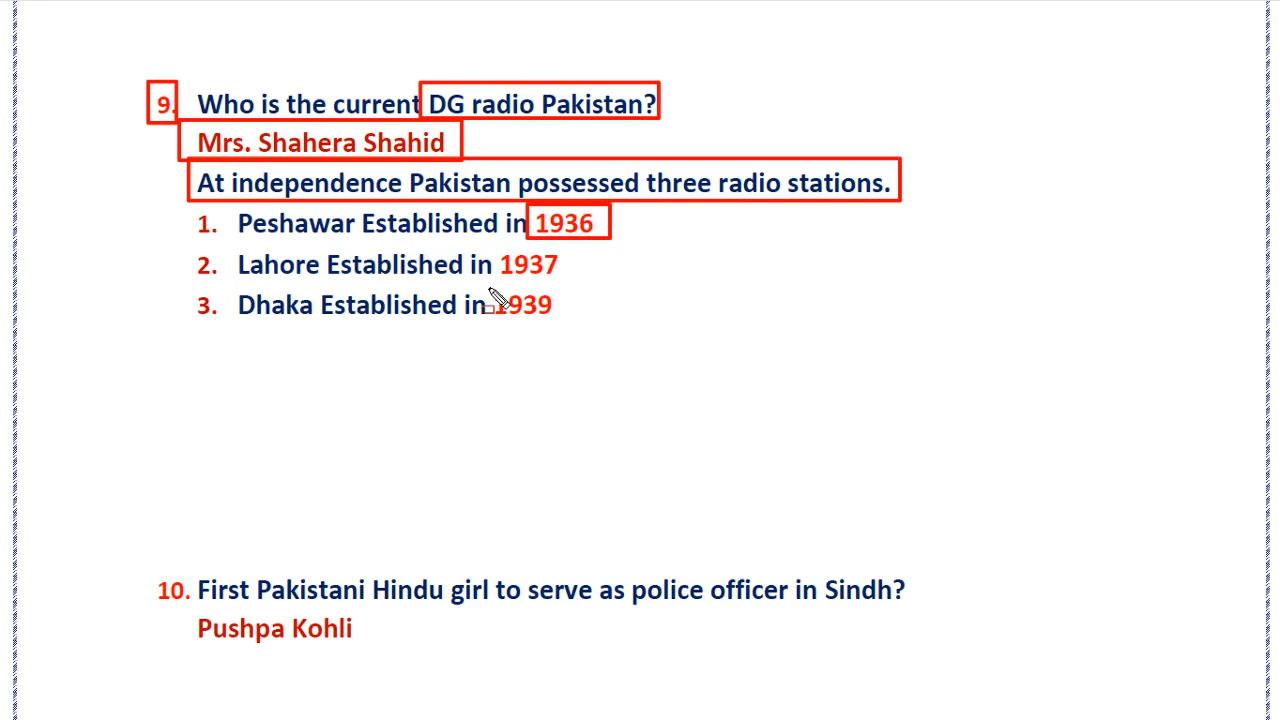 9. Who is the current DG radio Pakistan?
Mrs. Shahera Shahid
At independence Pakistan possessed three radio stations.
1. Peshawar Established in 1936
2. Lahore Established in 1937
3. Dhaka Established in 1939
10. First Pakistani Hindu girl to serve as police officer in Sindh?
Pushpa Kohli